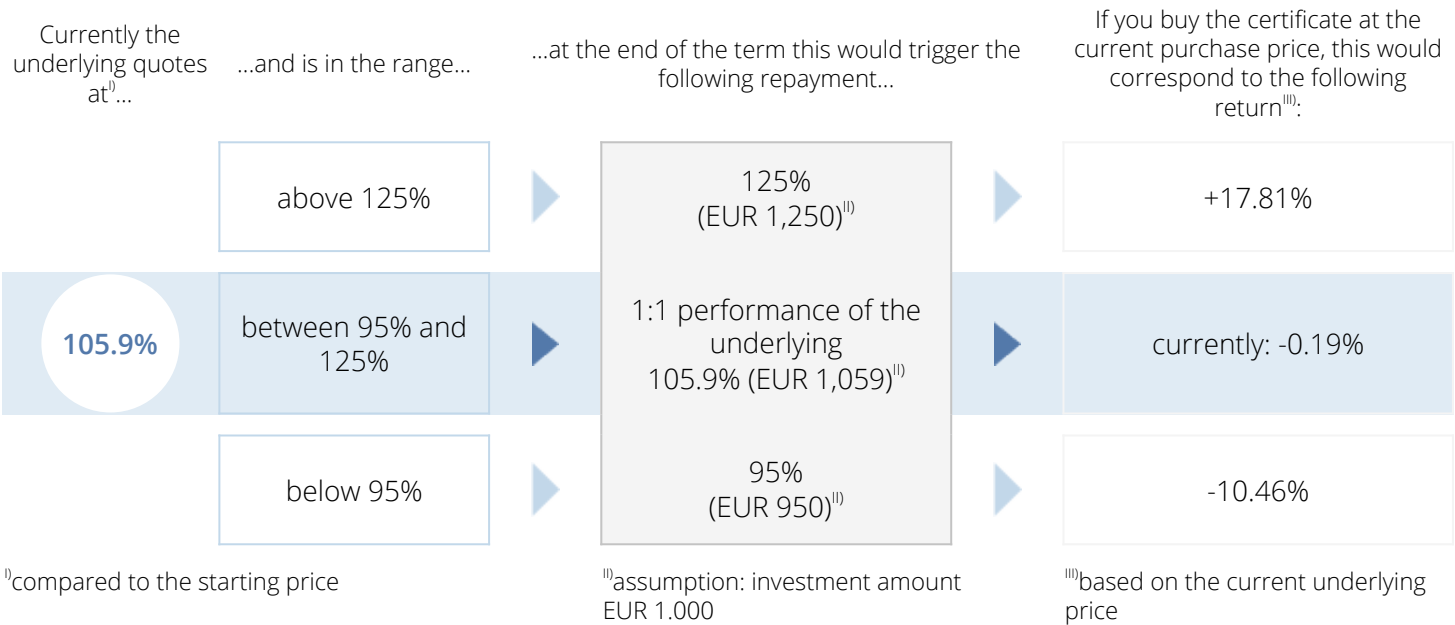 Currently the
underlying quotes
at^I)...
...and is in the range...
...at the end of the term this would trigger the
following repayment...
If you buy the certificate at the
current purchase price, this would
correspond to the following
return^III):
above 125%
125%
(EUR 1,250)^II)
+17.81%
105.9%
between 95% and
125%
1:1 performance of the
underlying
105.9% (EUR 1,059)^II)
currently: -0.19%
below 95%
95%
(EUR 950)^II)
-10.46%
^I)compared to the starting price
^II)assumption: investment amount
EUR 1.000
^III)based on the current underlying
price